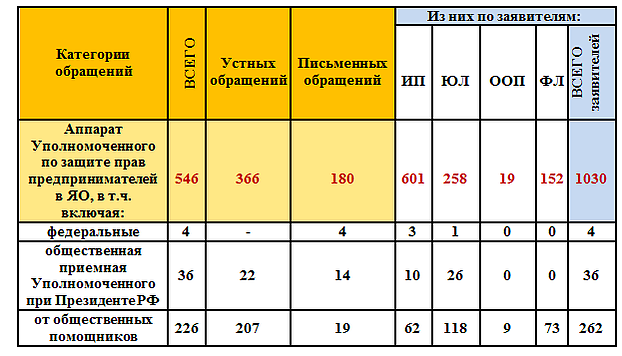 Категории
обращений
ВСЕГО
Устных
обращений
Письменных
обращений
Из них по заявителям:
ИП ЮЛ ООП ФЛ
ВСЕГО
заявителей
Аппарат
Уполномоченного
по защите прав
предпринимателей
в ЯО, в т.ч.
включая:
546 366 180 601 258 19 152 1030
федеральные 4 - 4 3 1 0 0 4
общественная
приемная
Уполномоченного
при Президенте РФ
36 22 14 10 26 0 0 36
от общественных
помощников
226 207 19 62 118 9 73 262